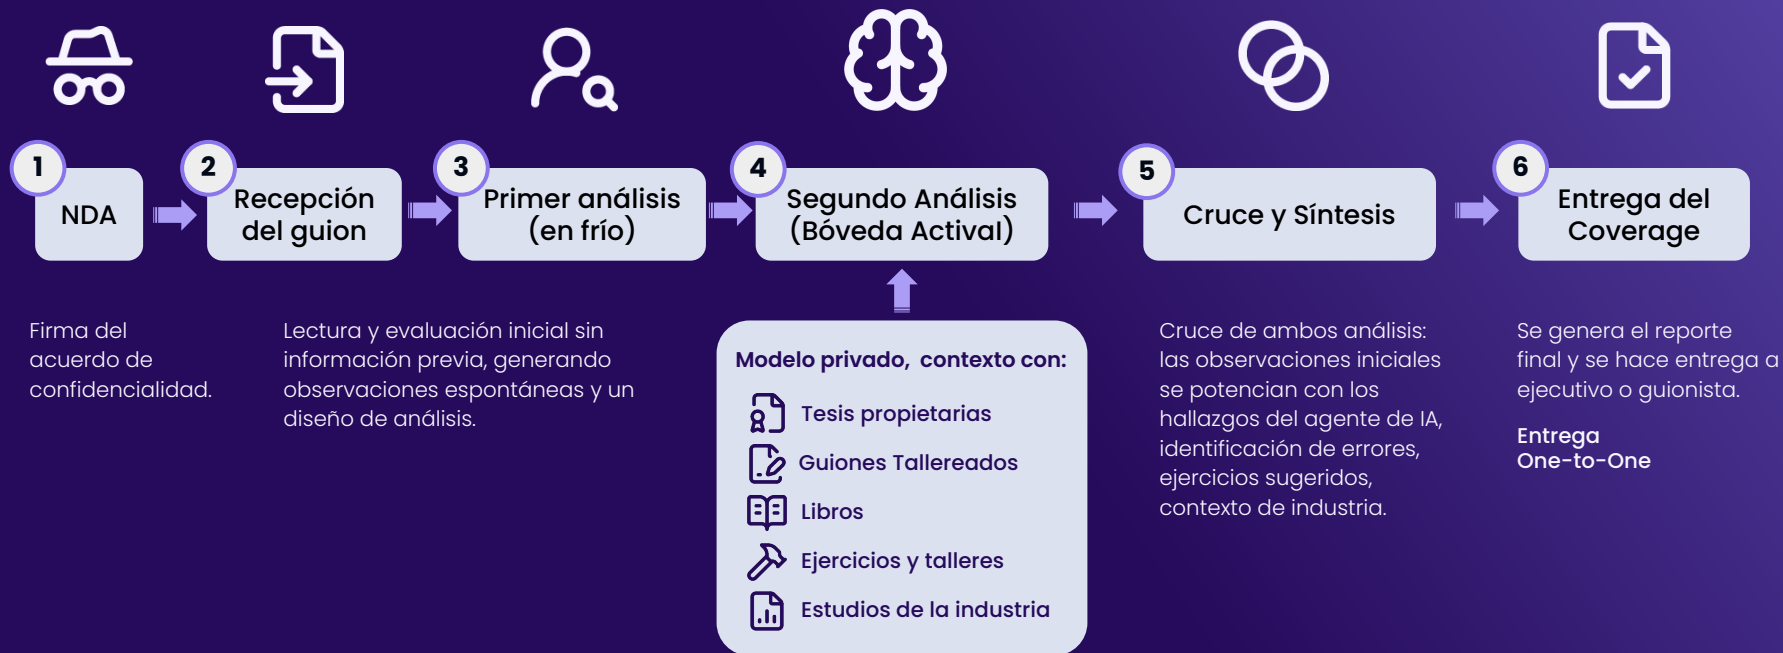 1
NDA
2
Recepción
del guion
3
Primer análisis
(en frío)
4
Segundo Análisis
(Bóveda Actival)
5
Cruce y Síntesis
6
Entrega del
Coverage
Firma del
acuerdo de
confidencialidad.
Lectura y evaluación inicial sin
información previa, generando
observaciones espontáneas y un
diseño de análisis.
Modelo privado, contexto con:
Tesis propietarias
Guiones Tallereados
Libros
Ejercicios y talleres
Estudios de la industria
Cruce de ambos análisis:
las observaciones iniciales
se potencian con los
hallazgos del agente de IA,
identificación de errores,
ejercicios sugeridos,
contexto de industria.
Se genera el reporte
final y se hace entrega a
ejecutivo o guionista.
Entrega
One-to-One